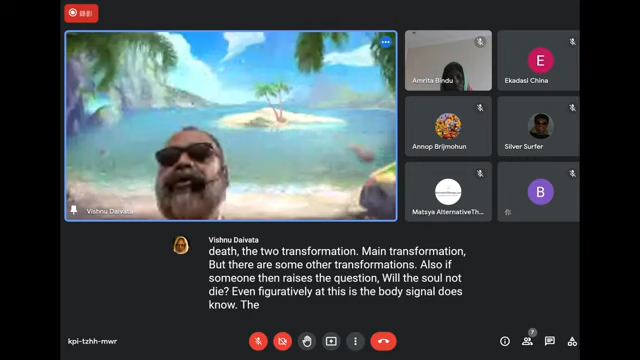 錄影
Vishnu Daivata
Amrita Bindu
Ekadasi China
E
Annop Brijmohun
Silver Surfer
Matsya AlternativeTh...
B
你
Vishnu Daivata
death, the two transformation. Main transformation,
But there are some other transformations. Also if
someone then raises the question, Will the soul not
die? Even figuratively at this is the body signal does
know. The
kpi-tzhh-mwr
7